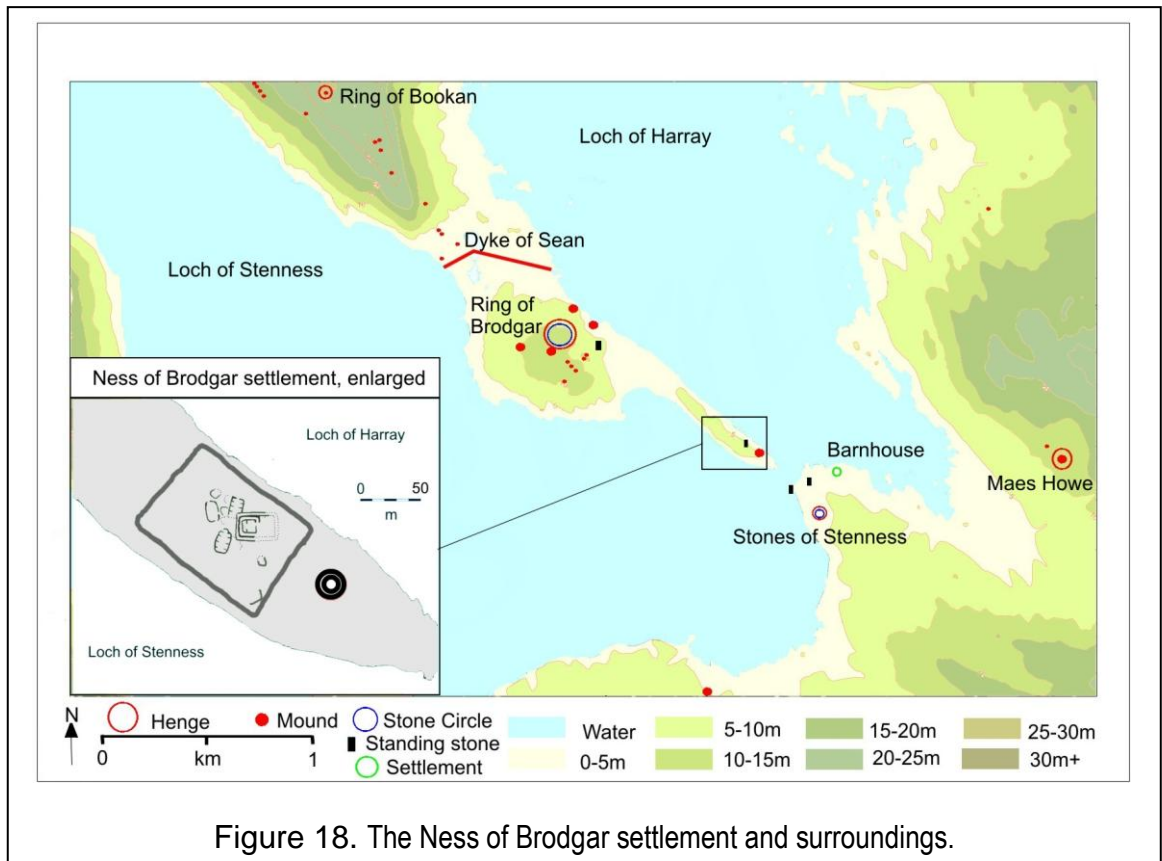 Ring of Bookan
Loch of Harray
Dyke of Sean
Loch of Stenness
Ring of
Brodgar
Barnhouse
Maes Howe
Stones of Stenness
Ness of Brodgar settlement, enlarged
Loch of Harray
0 50
m
Loch of Stenness
N
Henge
Mound
Stone Circle
Standing stone
Settlement
0 km 1
Water
0-5m
5-10m
10-15m
15-20m
20-25m
25-30m
30m+
Figure 18. The Ness of Brodgar settlement and surroundings.